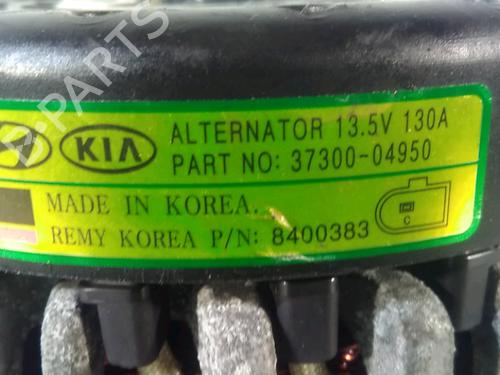 KIA
ALTERNATOR 13.5V 130A
PART NO: 37300-04950
MADE IN KOREA.
REMY KOREA P/N: 8400383
C
B-PARTS